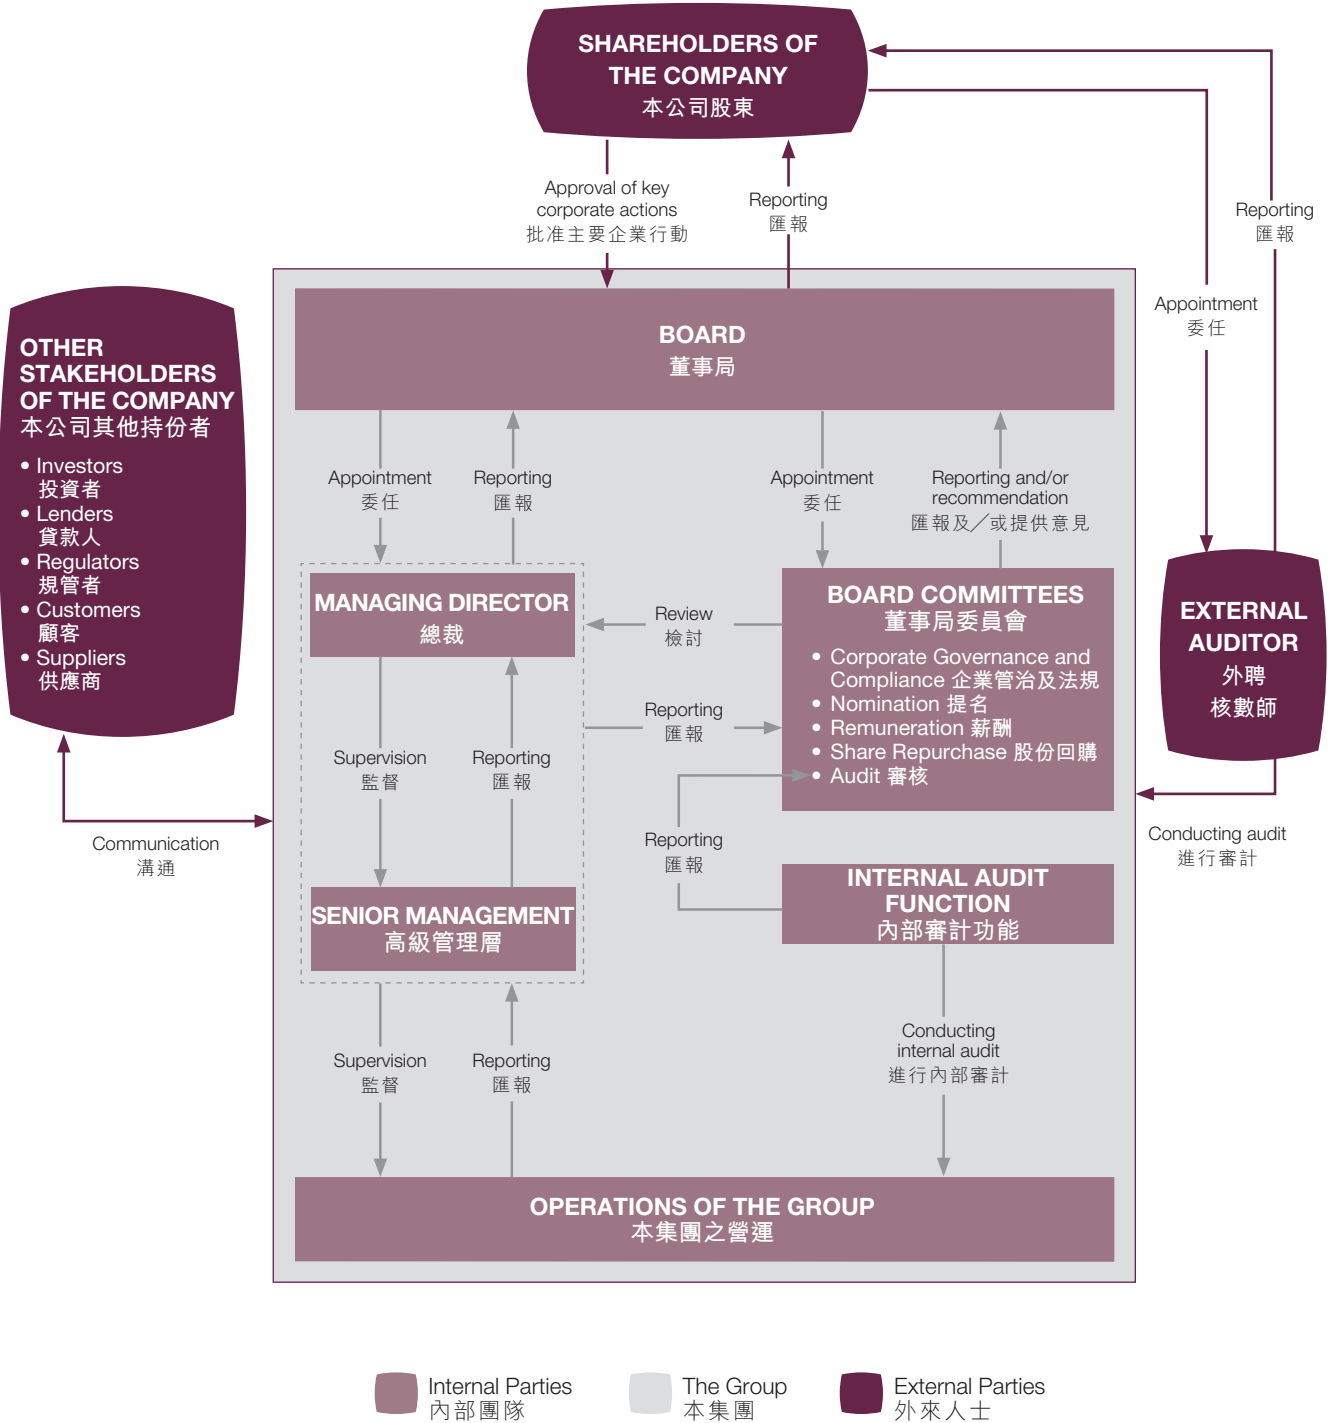 SHAREHOLDERS OF
THE COMPANY
本公司股東
Approval of key
corporate actions
批准主要企業行動
Reporting
匯報
Reporting
匯報
Appointment
委任
BOARD
董事局
OTHER
STAKEHOLDERS
OF THE COMPANY
本公司其他持份者
• Investors
投資者
• Lenders
貸款人
• Regulators
規管者
• Customers
顧客
• Suppliers
供應商
Appointment
委任
Reporting
匯報
Appointment
委任
Reporting and/or
recommendation
匯報及╱或提供意見
MANAGING DIRECTOR
總裁
Review
檢討
BOARD COMMITTEES
董事局委員會
• Corporate Governance and
Compliance 企業管治及法規
• Nomination 提名
• Remuneration 薪酬
• Share Repurchase 股份回購
• Audit 審核
EXTERNAL
AUDITOR
外聘
核數師
Reporting
匯報
Supervision
監督
Reporting
匯報
Communication
溝通
Reporting
匯報
Conducting audit
進行審計
INTERNAL AUDIT
FUNCTION
內部審計功能
SENIOR MANAGEMENT
高級管理層
Supervision
監督
Reporting
匯報
Conducting
internal audit
進行內部審計
OPERATIONS OF THE GROUP
本集團之營運
Internal Parties
內部團隊
The Group
本集團
External Parties
外來人士